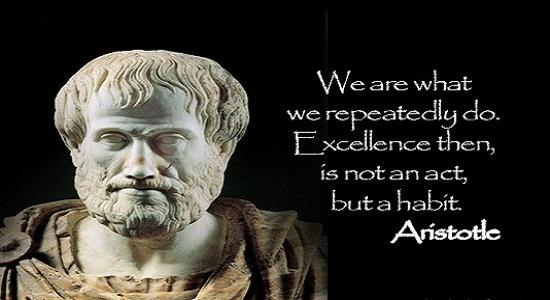 We are what
we repeatedly do.
Excellence then,
is not an act,
but a habit.
Aristotle